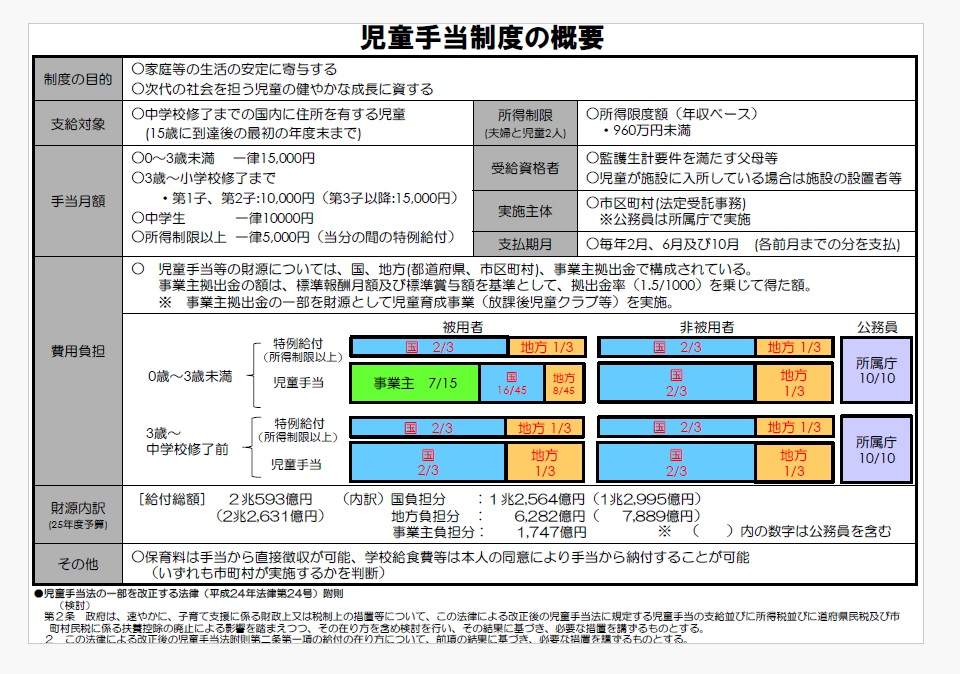 児童手当制度の概要
制度の目的
○家庭等の生活の安定に寄与する
○次代の社会を担う児童の健やかな成長に資する
支給対象
○中学校修了までの国内に住所を有する児童
(15歳に到達後の最初の年度末まで)
所得制限
(夫婦と児童2人)
○所得限度額（年収ベース）
・960万円未満
手当月額
○0～3歳未満　一律15,000円
○3歳～小学校修了まで
・第1子、第2子:10,000円（第3子以降:15,000円）
○中学生　一律10000円
○所得制限以上　一律5,000円（当分の間の特例給付）
受給資格者
○監護生計要件を満たす父母等
○児童が施設に入所している場合は施設の設置者等
実施主体
○市区町村(法定受託事務)
※公務員は所属庁で実施
支払期月
○毎年2月、6月及び10月　(各前月までの分を支払)
費用負担
○　児童手当等の財源については、国、地方(都道府県、市区町村)、事業主拠出金で構成されている。
事業主拠出金の額は、標準報酬月額及び標準賞与額を基準として、拠出金率（1.5/1000）を乗じて得た額。
※　事業主拠出金の一部を財源として児童育成事業（放課後児童クラブ等）を実施。
被用者　非被用者　公務員
0歳～3歳未満
特例給付
（所得制限以上）
国　2/3　地方 1/3　国　2/3　地方 1/3
児童手当
事業主　7/15　国 16/45　地方 8/45
国 2/3　地方 1/3
所属庁
10/10
3歳～
中学校修了前
特例給付
（所得制限以上）
国　2/3　地方 1/3　国　2/3　地方 1/3
児童手当
国 2/3　地方 1/3　国 2/3　地方 1/3
所属庁
10/10
財源内訳
(25年度予算)
［給付総額］　2兆593億円　（内訳）国負担分　：1兆2,564億円（1兆2,995億円）
（2兆2,631億円）　地方負担分　：　6,282億円（　7,889億円）
事業主負担分：　1,747億円　※　（　　）内の数字は公務員を含む
その他
○保育料は手当から直接徴収が可能、学校給食費等は本人の同意により手当から納付することが可能
（いずれも市町村が実施するかを判断）
●児童手当法の一部を改正する法律（平成24年法律第24号）附則
（検討）
第2条　政府は、速やかに、子育て支援に係る財政上又は税制上の措置等について、この法律による改正後の児童手当法に規定する児童手当の支給並びに所得税並びに道府県民税及び市
町村民税に係る扶養控除の廃止による影響を踏まえつつ、その在り方を含め検討を行い、その結果に基づき、必要な措置を講ずるものとする。
2　この法律による改正後の児童手当法附則第二条第一項の給付の在り方について、前項の結果に基づき、必要な措置を講ずるものとする。